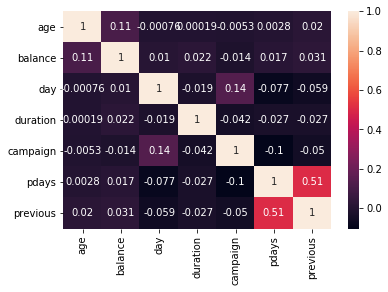 age 1 0.11 -0.00076 0.00019 -0.0053 0.0028 0.02
balance 0.11 1 0.01 0.022 -0.014 0.017 0.031
day -0.00076 0.01 1 -0.019 0.14 -0.077 -0.059
duration 0.00019 0.022 -0.019 1 -0.042 -0.027 -0.027
campaign -0.0053 -0.014 0.14 -0.042 1 -0.1 -0.05
pdays 0.0028 0.017 -0.077 -0.027 -0.1 1 0.51
previous 0.02 0.031 -0.059 -0.027 -0.05 0.51 1
age balance day duration campaign pdays previous
1.0
0.8
0.6
0.4
0.2
0.0